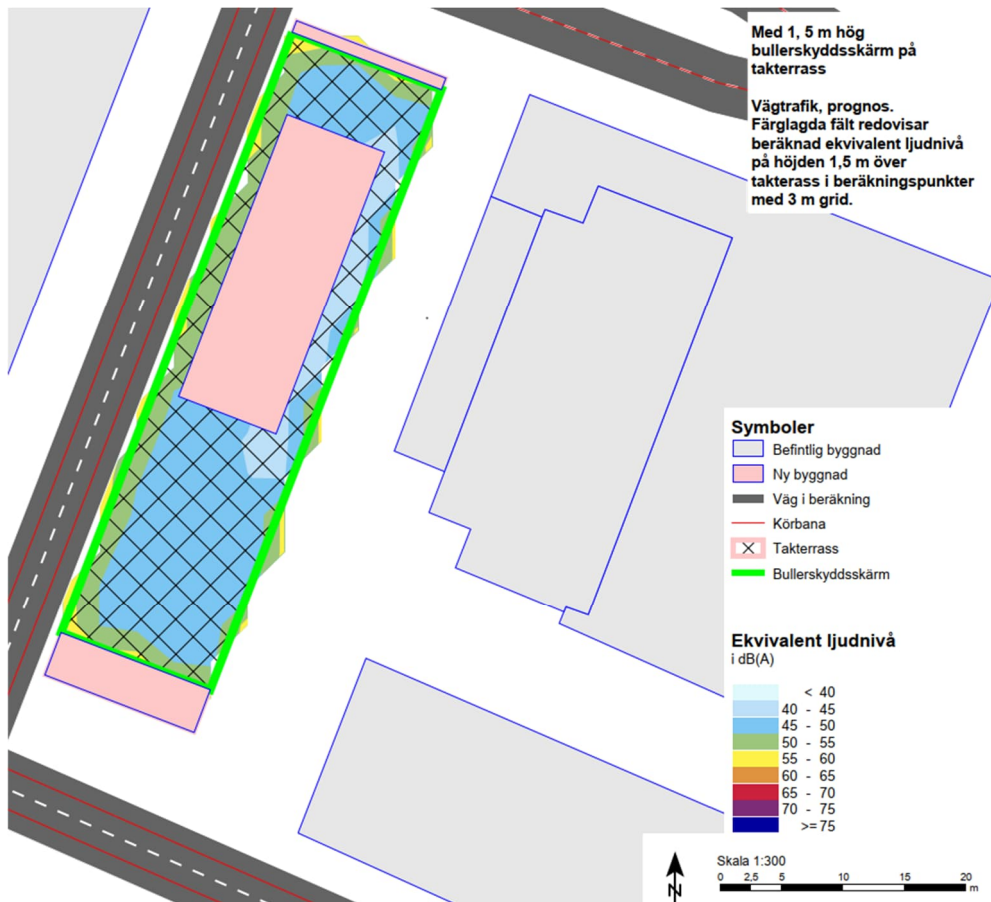 Med 1, 5 m hög
bullerskyddsskärm på
takterrass
Vägtrafik, prognos.
Färglagda fält redovisar
beräknad ekvivalent ljudnivå
på höjden 1,5 m över
takterass i beräkningspunkter
med 3 m grid.
Symboler
Befintlig byggnad
Ny byggnad
Väg i beräkning
Körbana
Takterrass
Bullerskyddsskärm
Ekvivalent ljudnivå
i dB(A)
< 40
40 - 45
45 - 50
50 - 55
55 - 60
60 - 65
65 - 70
70 - 75
>= 75
Skala 1:300
0 2,5 5 10 15 20
m
N